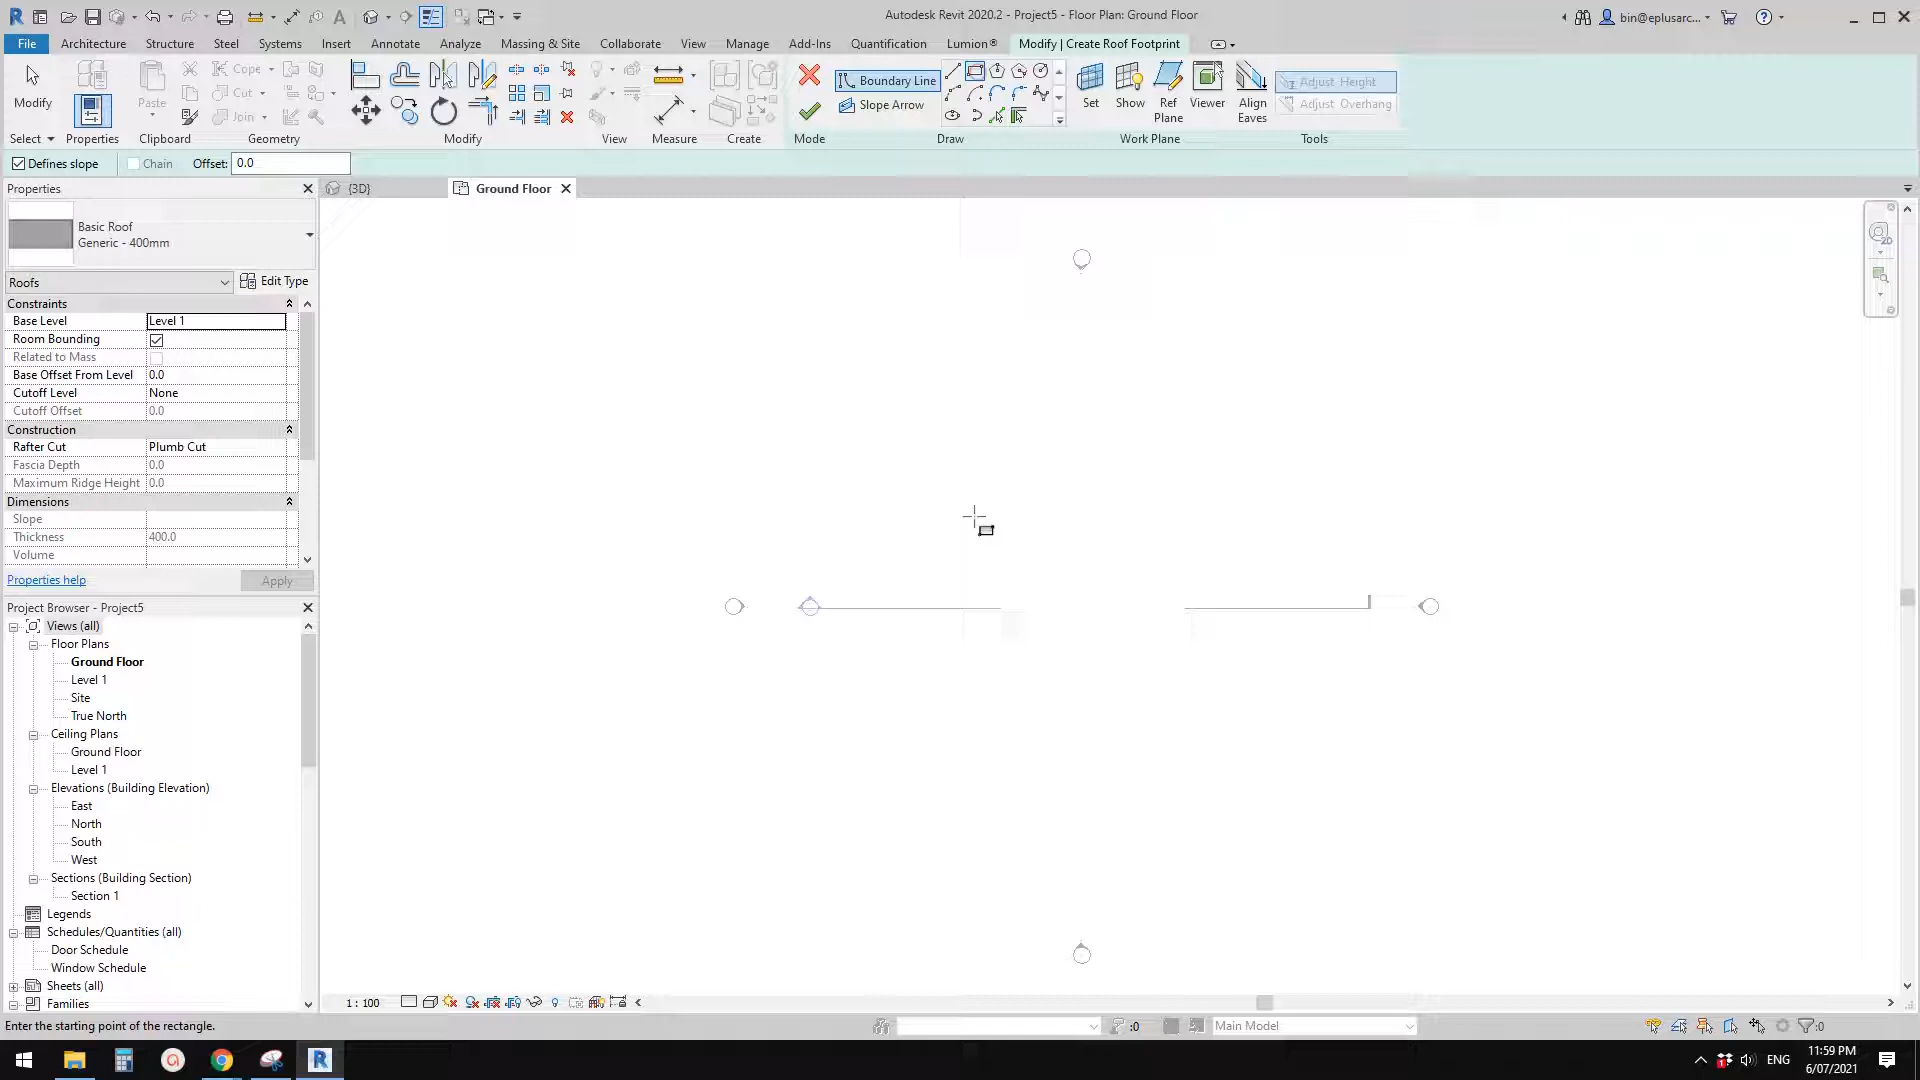 Autodesk Revit 2020.2 - Project5 - Floor Plan: Ground Floor
bin@eplusarc...
File Architecture Structure Steel Systems Insert Annotate Analyze Massing & Site Collaborate View Manage Add-Ins Quantification Lumion® Modify | Create Roof Footprint
Modify
Paste
Cope
Cut
Join
Boundary Line
Slope Arrow
Set
Show
Ref
Plane
Viewer
Align
Eaves
Adjust Height
Adjust Overhang
Select Properties Clipboard Geometry Modify View Measure Create Mode Draw Work Plane Tools
Defines slope Chain Offset: 0.0
Properties
{3D} Ground Floor
Basic Roof
Generic - 400mm
Roofs Edit Type
Constraints
Base Level Level 1
Room Bounding
Related to Mass
Base Offset From Level 0.0
Cutoff Level None
Cutoff Offset 0.0
Construction
Rafter Cut Plumb Cut
Fascia Depth 0.0
Maximum Ridge Height 0.0
Dimensions
Slope
Thickness 400.0
Volume
Properties help Apply
Project Browser - Project5
Views (all)
Floor Plans
Ground Floor
Level 1
Site
True North
Ceiling Plans
Ground Floor
Level 1
Elevations (Building Elevation)
East
North
South
West
Sections (Building Section)
Section 1
Legends
Schedules/Quantities (all)
Door Schedule
Window Schedule
Sheets (all)
Families
2D
1 : 100
Enter the starting point of the rectangle.
:0 Main Model :0
ENG
11:59 PM
6/07/2021